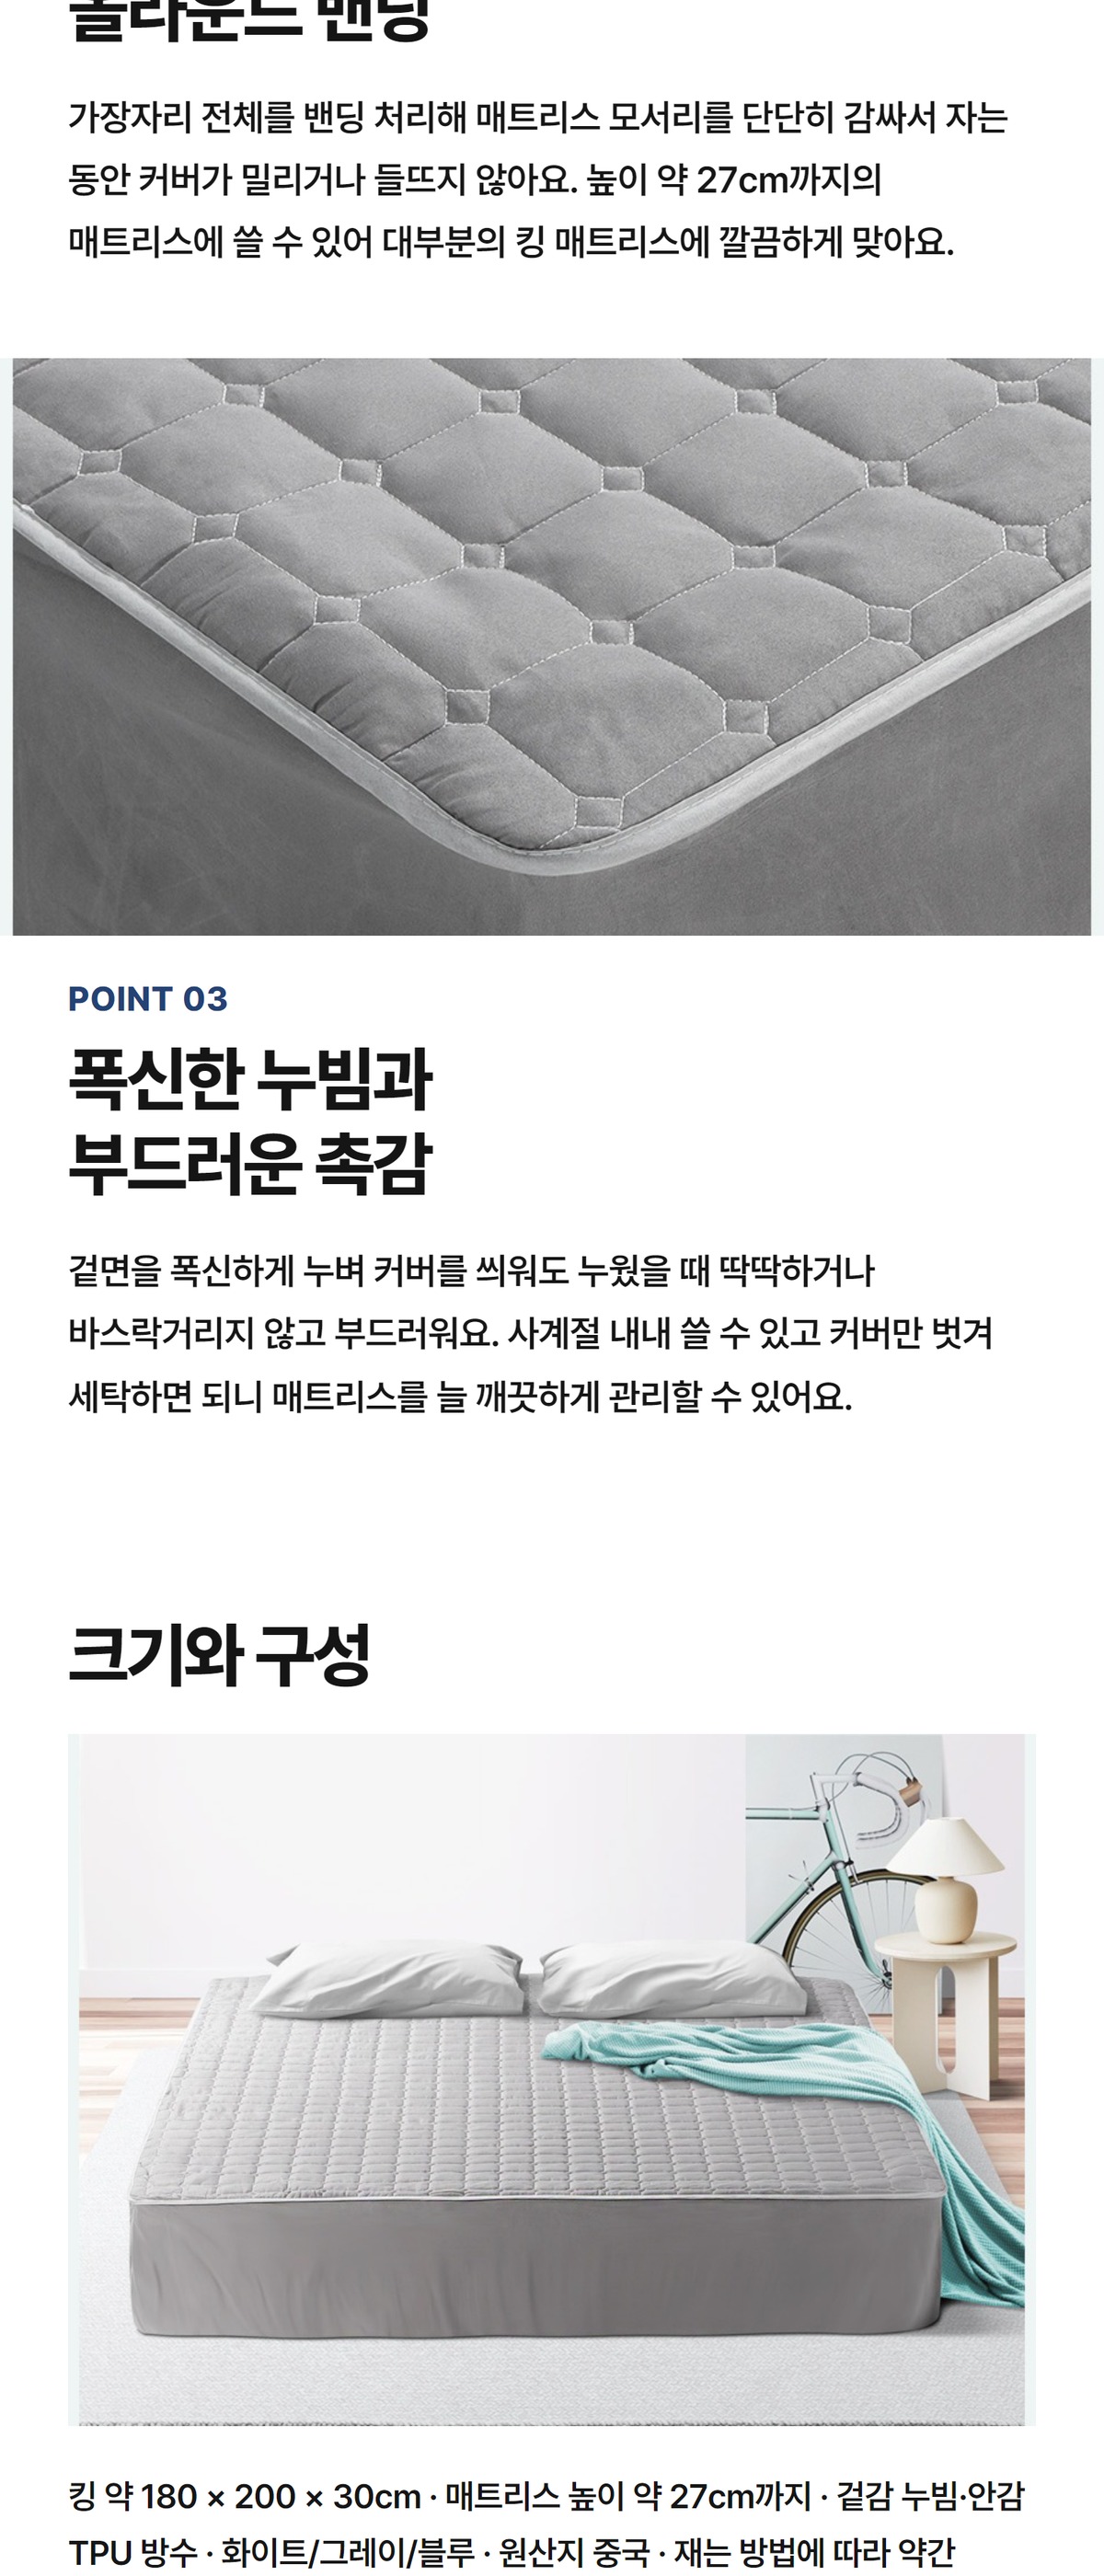 올라운드 밴딩
가장자리 전체를 밴딩 처리해 매트리스 모서리를 단단히 감싸서 자는
동안 커버가 밀리거나 들뜨지 않아요. 높이 약 27cm까지의
매트리스에 쓸 수 있어 대부분의 킹 매트리스에 깔끔하게 맞아요.
POINT 03
폭신한 누빔과
부드러운 촉감
겉면을 폭신하게 누벼 커버를 씌워도 누웠을 때 딱딱하거나
바스락거리지 않고 부드러워요. 사계절 내내 쓸 수 있고 커버만 벗겨
세탁하면 되니 매트리스를 늘 깨끗하게 관리할 수 있어요.
크기와 구성
킹 약 180 × 200 × 30cm · 매트리스 높이 약 27cm까지 · 겉감 누빔·안감
TPU 방수 · 화이트/그레이/블루 · 원산지 중국 · 재는 방법에 따라 약간